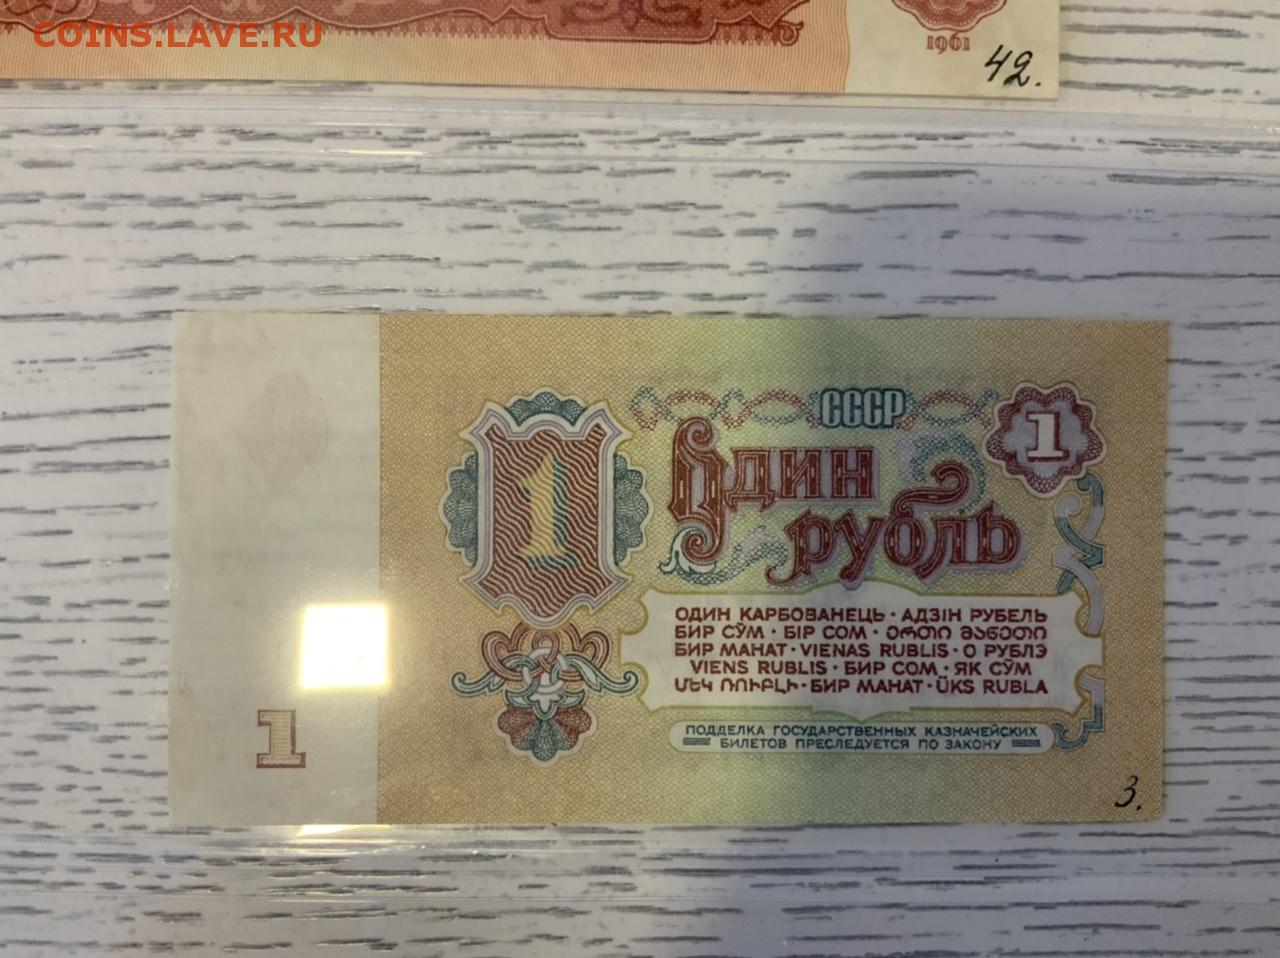 COINS.LAVE.RU
1961
42.
СССР
1
1
Один
рубль
ОДИН КАРБОВАНЕЦЬ · АДЗІН РУБЕЛЬ
БИР СЎМ · БІР СОМ · ᲔᲠᲗᲘ ᲛᲐᲜᲔᲗᲘ
БИР МАНАТ · VIENAS RUBLIS · О РУБЛЭ
VIENS RUBLIS · БИР СОМ · ЯК СЎМ
ՄԵԿ ՌՈՒԲԼԻ · БИР МАНАТ · ÜKS RUBLA
ПОДДЕЛКА ГОСУДАРСТВЕННЫХ КАЗНАЧЕЙСКИХ
БИЛЕТОВ ПРЕСЛЕДУЕТСЯ ПО ЗАКОНУ
1
3.